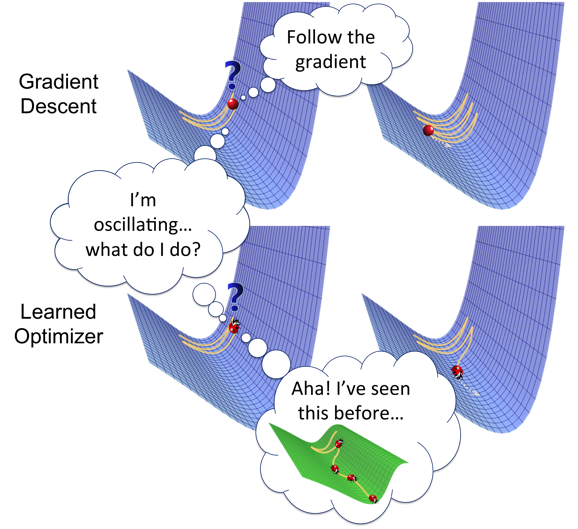 Follow the
gradient
Gradient
Descent
?
I'm
oscillating...
what do I do?
Learned
Optimizer
?
Aha! I've seen
this before...